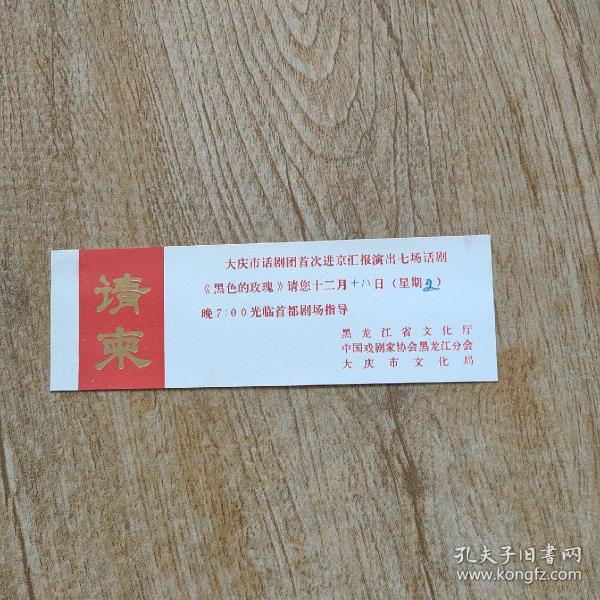 请柬
大庆市话剧团首次进京汇报演出七场话剧
《黑色的玫瑰》请您十二月十八日（星期2）
晚7:00光临首都剧场指导
黑龙江省文化厅
中国戏剧家协会黑龙江分会
大庆市文化局
孔夫子旧书网
www.kongfz.com